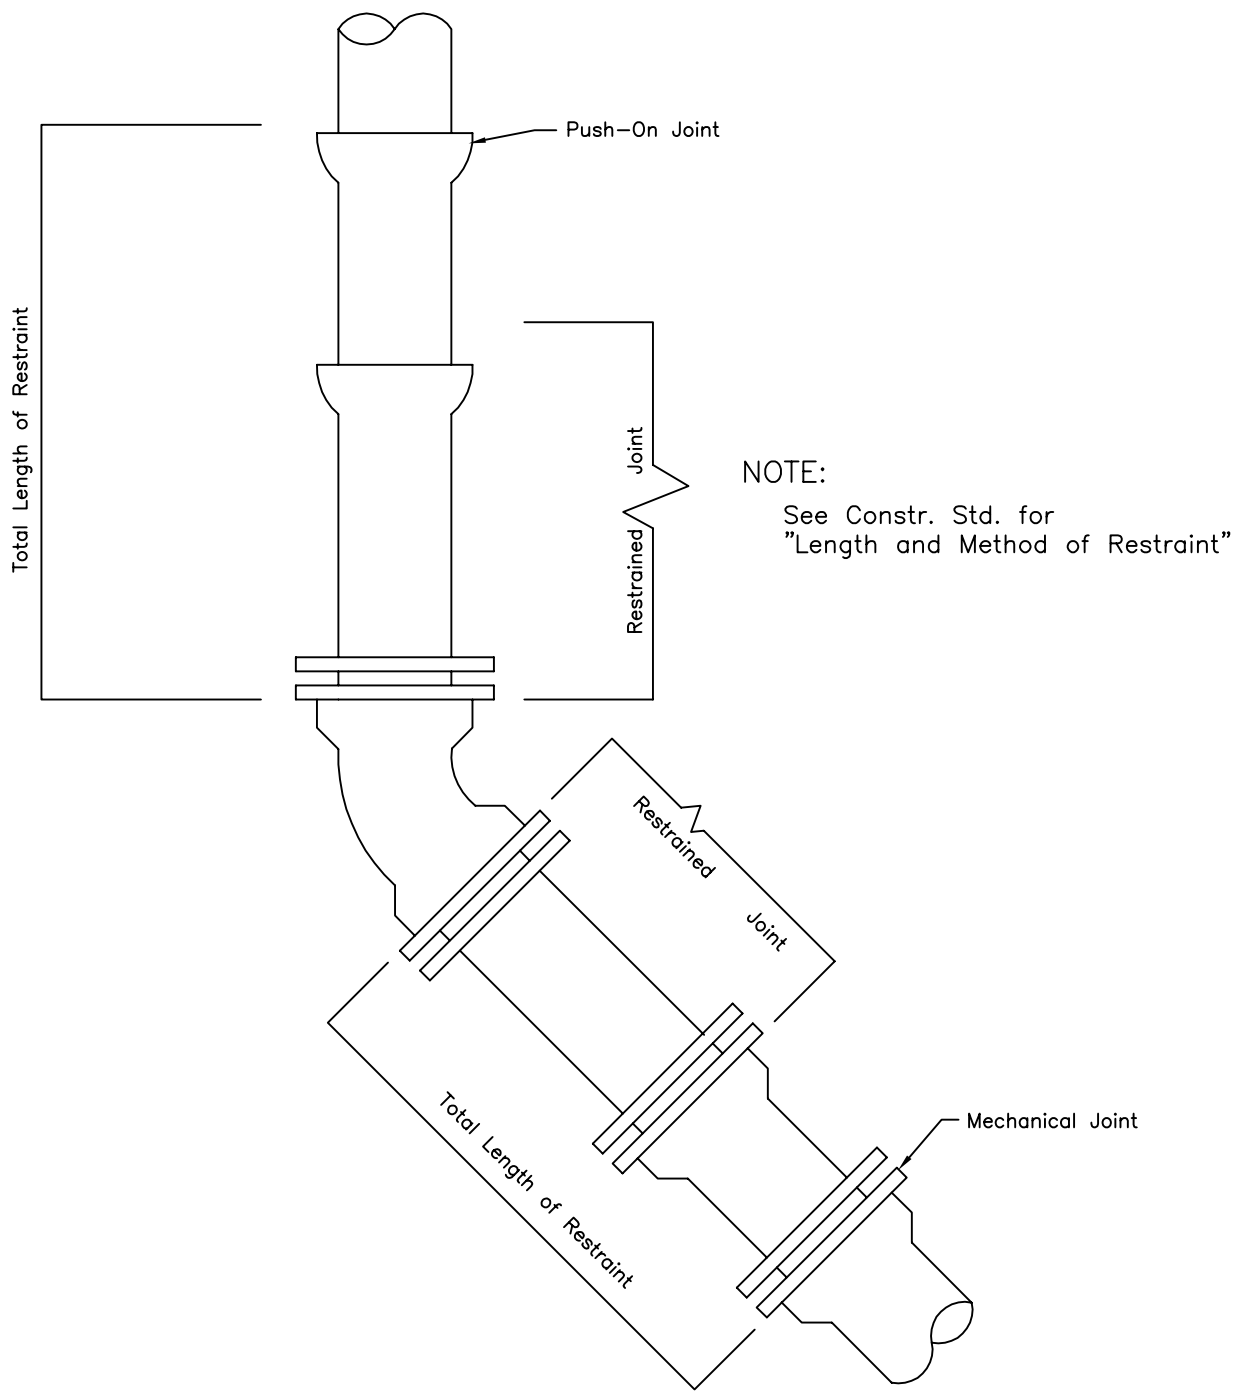 Push-On Joint
Total Length of Restraint
Restrained Joint
NOTE:
See Constr. Std. for
"Length and Method of Restraint"
Restrained Joint
Total Length of Restraint
Mechanical Joint